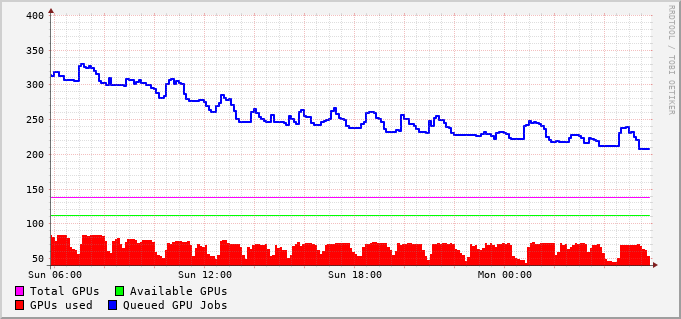 400
350
300
250
200
150
100
50
Sun 06:00 Sun 12:00 Sun 18:00 Mon 00:00
Total GPUs Available GPUs
GPUs used Queued GPU Jobs
RRDTOOL / TOBI OETIKER